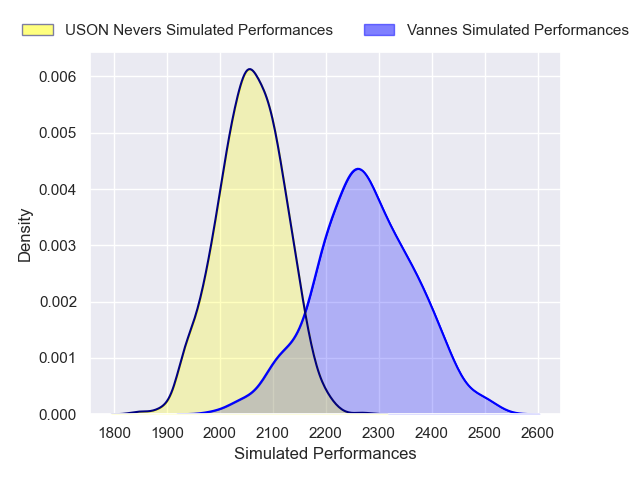 USON Nevers Simulated Performances Vannes Simulated Performances
0.006
0.005
0.004
0.003
0.002
0.001
0.000
Density
1800 1900 2000 2100 2200 2300 2400 2500 2600
Simulated Performances